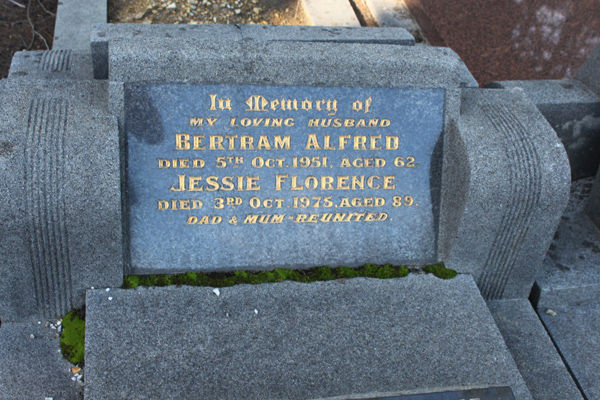 In Memory of
MY LOVING HUSBAND
BERTRAM ALFRED
DIED 5TH OCT. 1951, AGED 62.
JESSIE FLORENCE
DIED 3RD OCT. 1975, AGED 89.
DAD & MUM - REUNITED.